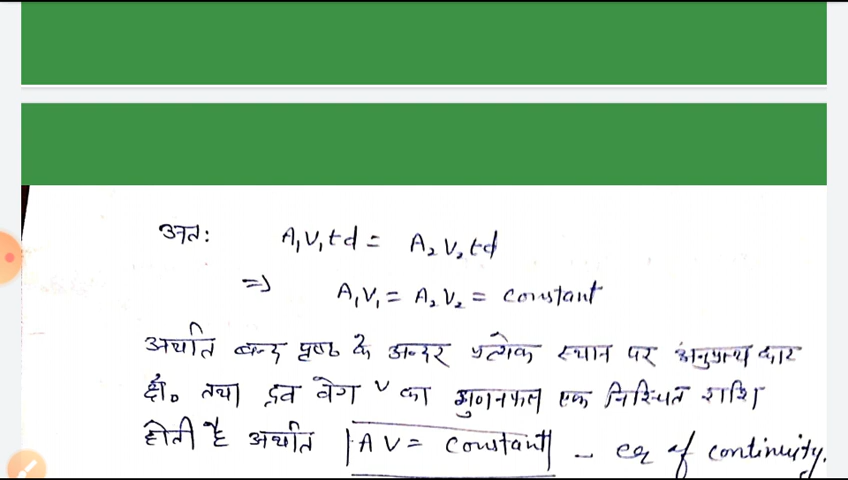 अतः A₁V₁td = A₂V₂td
=> A₁V₁ = A₂V₂ = constant
अर्थात बन्द पृष्ठ के अन्दर प्रत्येक स्थान पर अनुप्रस्थ काट
क्षे॰ तथा द्रव वेग V का गुणनफल एक निश्चित राशि
होती है अर्थात AV = constant - eq of continuity.